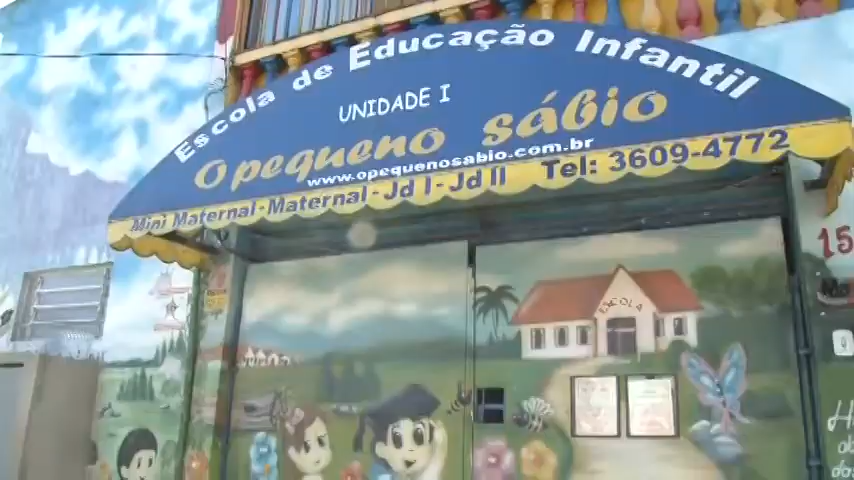 Escola de Educação Infantil
UNIDADE I
O pequeno sábio
www.opequenosabio.com.br
Mini Maternal - Maternal - Jd I - Jd II
Tel.: 3609-4772
ESCOLA